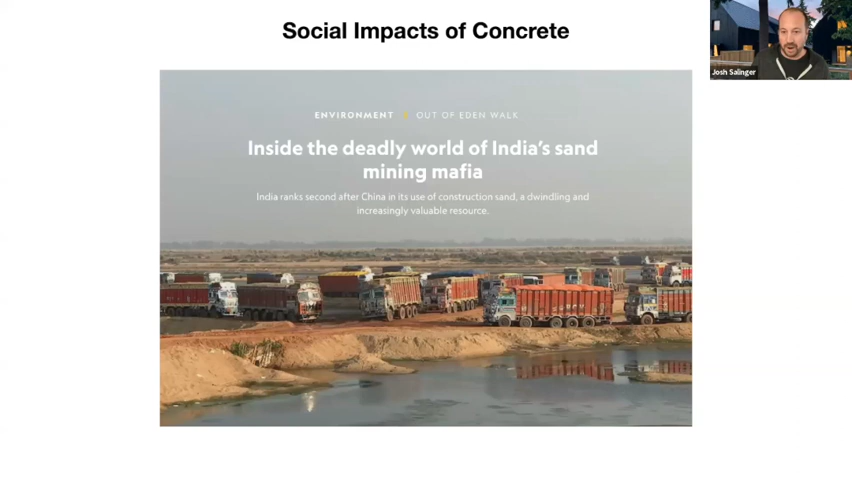 Social Impacts of Concrete
Josh Salinger
ENVIRONMENT OUT OF EDEN WALK
Inside the deadly world of India's sand
mining mafia
India ranks second after China in its use of construction sand, a dwindling and
increasingly valuable resource.